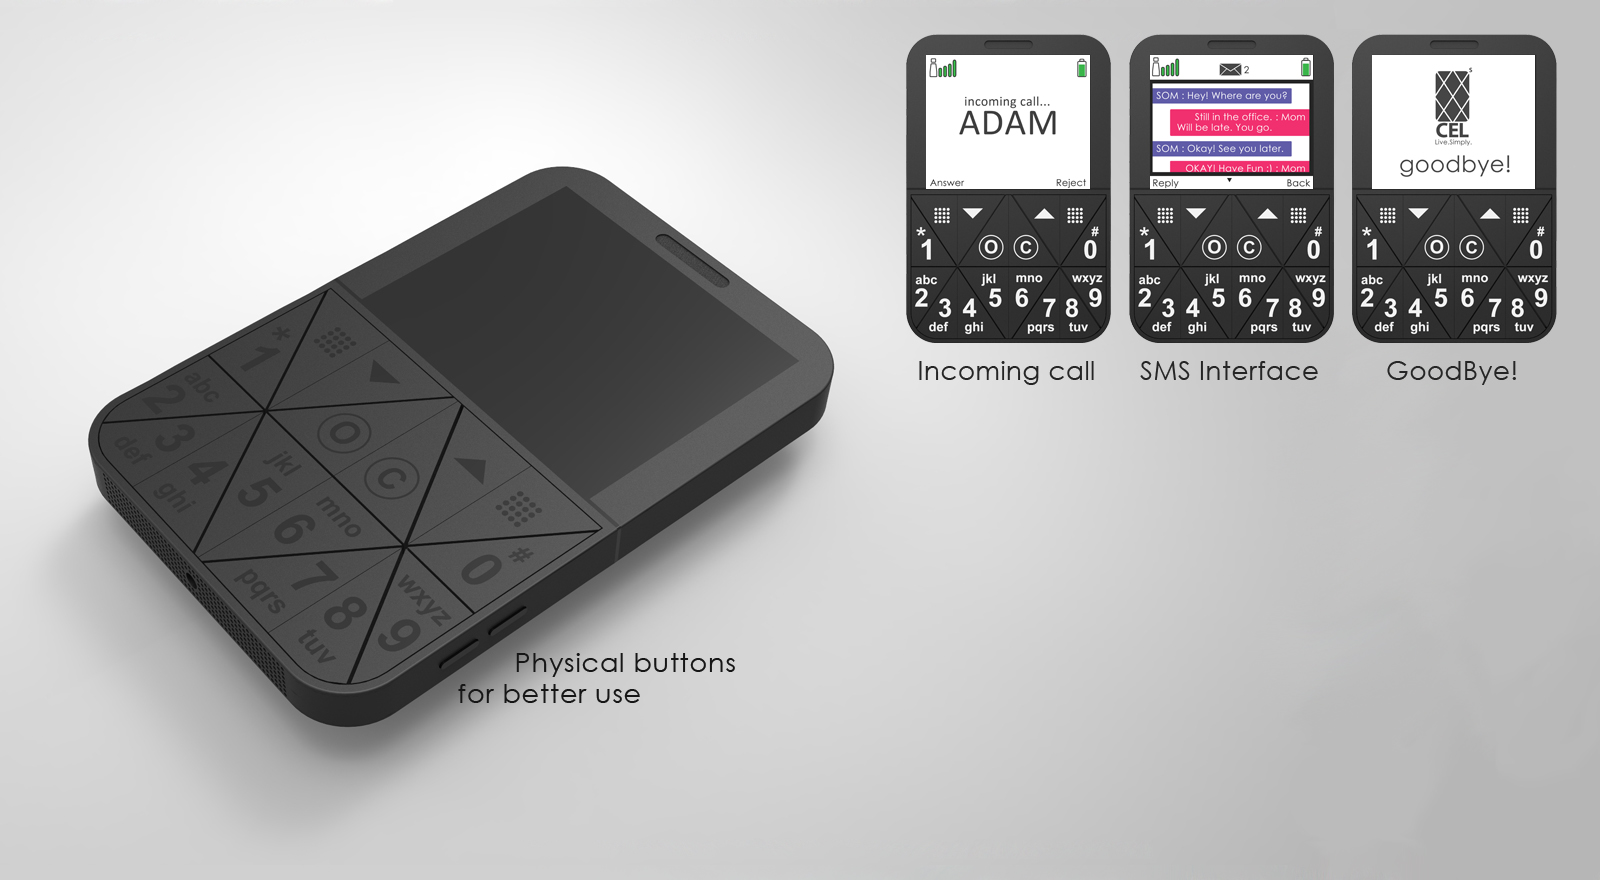 incoming call...
ADAM
Answer Reject
* #
1 O C 0
abc jkl mno wxyz
2 3 4 5 6 7 8 9
def ghi pqrs tuv
Incoming call
2
SOM : Hey! Where are you?
Still in the office. : Mom
Will be late. You go.
SOM : Okay! See you later.
OKAY! Have Fun :) : Mom
Reply Back
* #
1 O C 0
abc jkl mno wxyz
2 3 4 5 6 7 8 9
def ghi pqrs tuv
SMS Interface
s
CEL
Live.Simply.
goodbye!
* #
1 O C 0
abc jkl mno wxyz
2 3 4 5 6 7 8 9
def ghi pqrs tuv
GoodBye!
*
1
abc
2
3
def
4
ghi
O
C
jkl
5
mno
6
7
pqrs
8
tuv
wxyz
9
#
0
Physical buttons
for better use